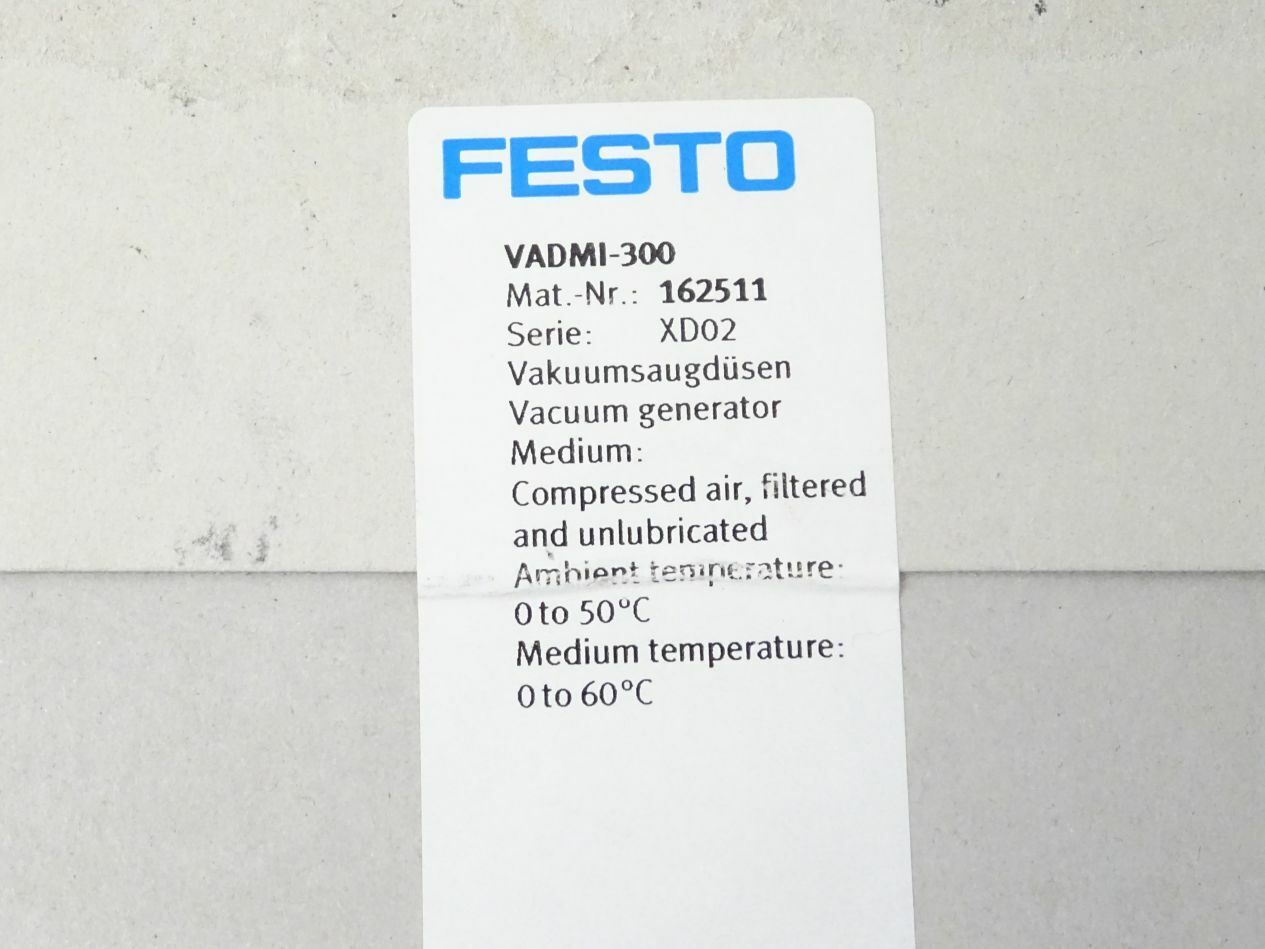 FESTO
VADMI-300
Mat.-Nr.: 162511
Serie: XD02
Vakuumsaugdüsen
Vacuum generator
Medium:
Compressed air, filtered
and unlubricated
Ambient temperature:
0 to 50°C
Medium temperature:
0 to 60°C